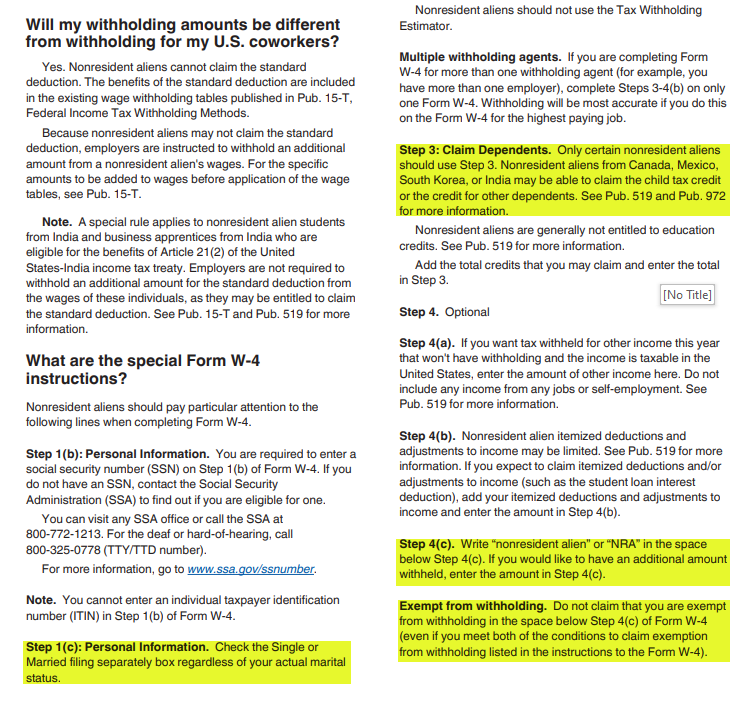 Will my withholding amounts be different
from withholding for my U.S. coworkers?
Yes. Nonresident aliens cannot claim the standard
deduction. The benefits of the standard deduction are included
in the existing wage withholding tables published in Pub. 15-T,
Federal Income Tax Withholding Methods.
Because nonresident aliens may not claim the standard
deduction, employers are instructed to withhold an additional
amount from a nonresident alien's wages. For the specific
amounts to be added to wages before application of the wage
tables, see Pub. 15-T.
Note. A special rule applies to nonresident alien students
from India and business apprentices from India who are
eligible for the benefits of Article 21(2) of the United
States-India income tax treaty. Employers are not required to
withhold an additional amount for the standard deduction from
the wages of these individuals, as they may be entitled to claim
the standard deduction. See Pub. 15-T and Pub. 519 for more
information.
What are the special Form W-4
instructions?
Nonresident aliens should pay particular attention to the
following lines when completing Form W-4.
Step 1(b): Personal Information. You are required to enter a
social security number (SSN) on Step 1(b) of Form W-4. If you
do not have an SSN, contact the Social Security
Administration (SSA) to find out if you are eligible for one.
You can visit any SSA office or call the SSA at
800-772-1213. For the deaf or hard-of-hearing, call
800-325-0778 (TTY/TTD number).
For more information, go to www.ssa.gov/ssnumber.
Note. You cannot enter an individual taxpayer identification
number (ITIN) in Step 1(b) of Form W-4.
Step 1(c): Personal Information. Check the Single or
Married filing separately box regardless of your actual marital
status.
Nonresident aliens should not use the Tax Withholding
Estimator.
Multiple withholding agents. If you are completing Form
W-4 for more than one withholding agent (for example, you
have more than one employer), complete Steps 3-4(b) on only
one Form W-4. Withholding will be most accurate if you do this
on the Form W-4 for the highest paying job.
Step 3: Claim Dependents. Only certain nonresident aliens
should use Step 3. Nonresident aliens from Canada, Mexico,
South Korea, or India may be able to claim the child tax credit
or the credit for other dependents. See Pub. 519 and Pub. 972
for more information.
Nonresident aliens are generally not entitled to education
credits. See Pub. 519 for more information.
Add the total credits that you may claim and enter the total
in Step 3.
[No Title]
Step 4. Optional
Step 4(a). If you want tax withheld for other income this year
that won't have withholding and the income is taxable in the
United States, enter the amount of other income here. Do not
include any income from any jobs or self-employment. See
Pub. 519 for more information.
Step 4(b). Nonresident alien itemized deductions and
adjustments to income may be limited. See Pub. 519 for more
information. If you expect to claim itemized deductions and/or
adjustments to income (such as the student loan interest
deduction), add your itemized deductions and adjustments to
income and enter the amount in Step 4(b).
Step 4(c). Write “nonresident alien” or “NRA” in the space
below Step 4(c). If you would like to have an additional amount
withheld, enter the amount in Step 4(c).
Exempt from withholding. Do not claim that you are exempt
from withholding in the space below Step 4(c) of Form W-4
(even if you meet both of the conditions to claim exemption
from withholding listed in the instructions to the Form W-4).